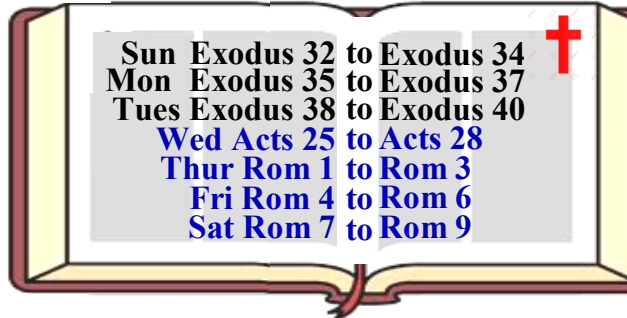 Sun Exodus 32 to Exodus 34
Mon Exodus 35 to Exodus 37
Tues Exodus 38 to Exodus 40
Wed Acts 25 to Acts 28
Thur Rom 1 to Rom 3
Fri Rom 4 to Rom 6
Sat Rom 7 to Rom 9